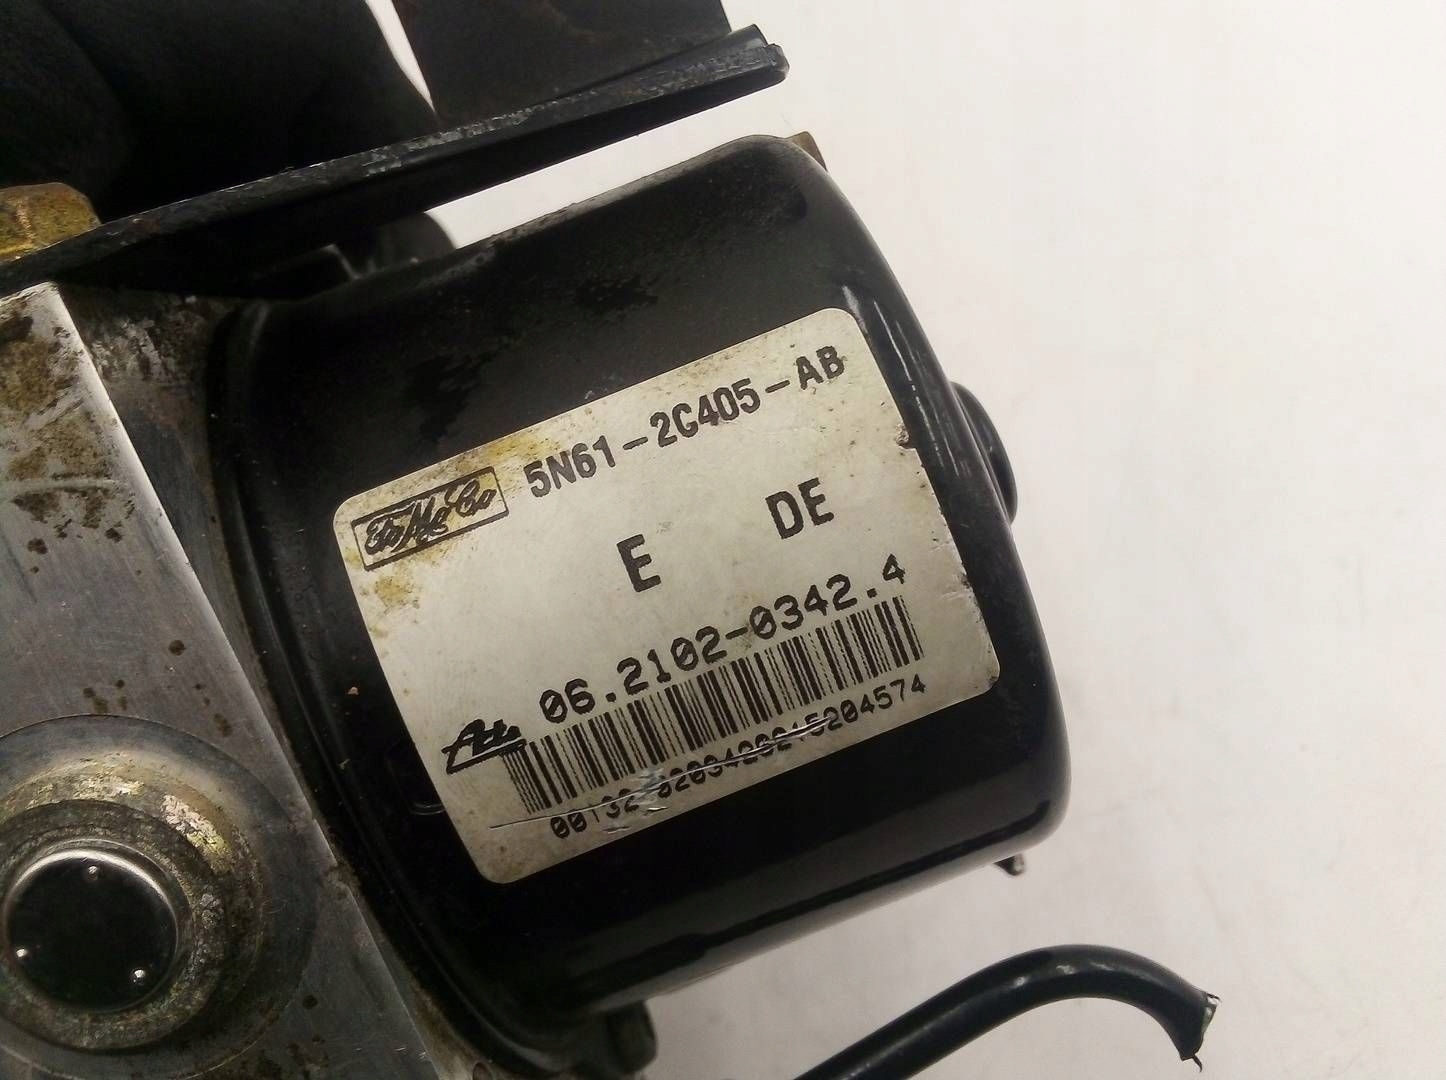 FoMoCo 5N61-2C405-AB
E DE
06.2102-0342.4
Ate